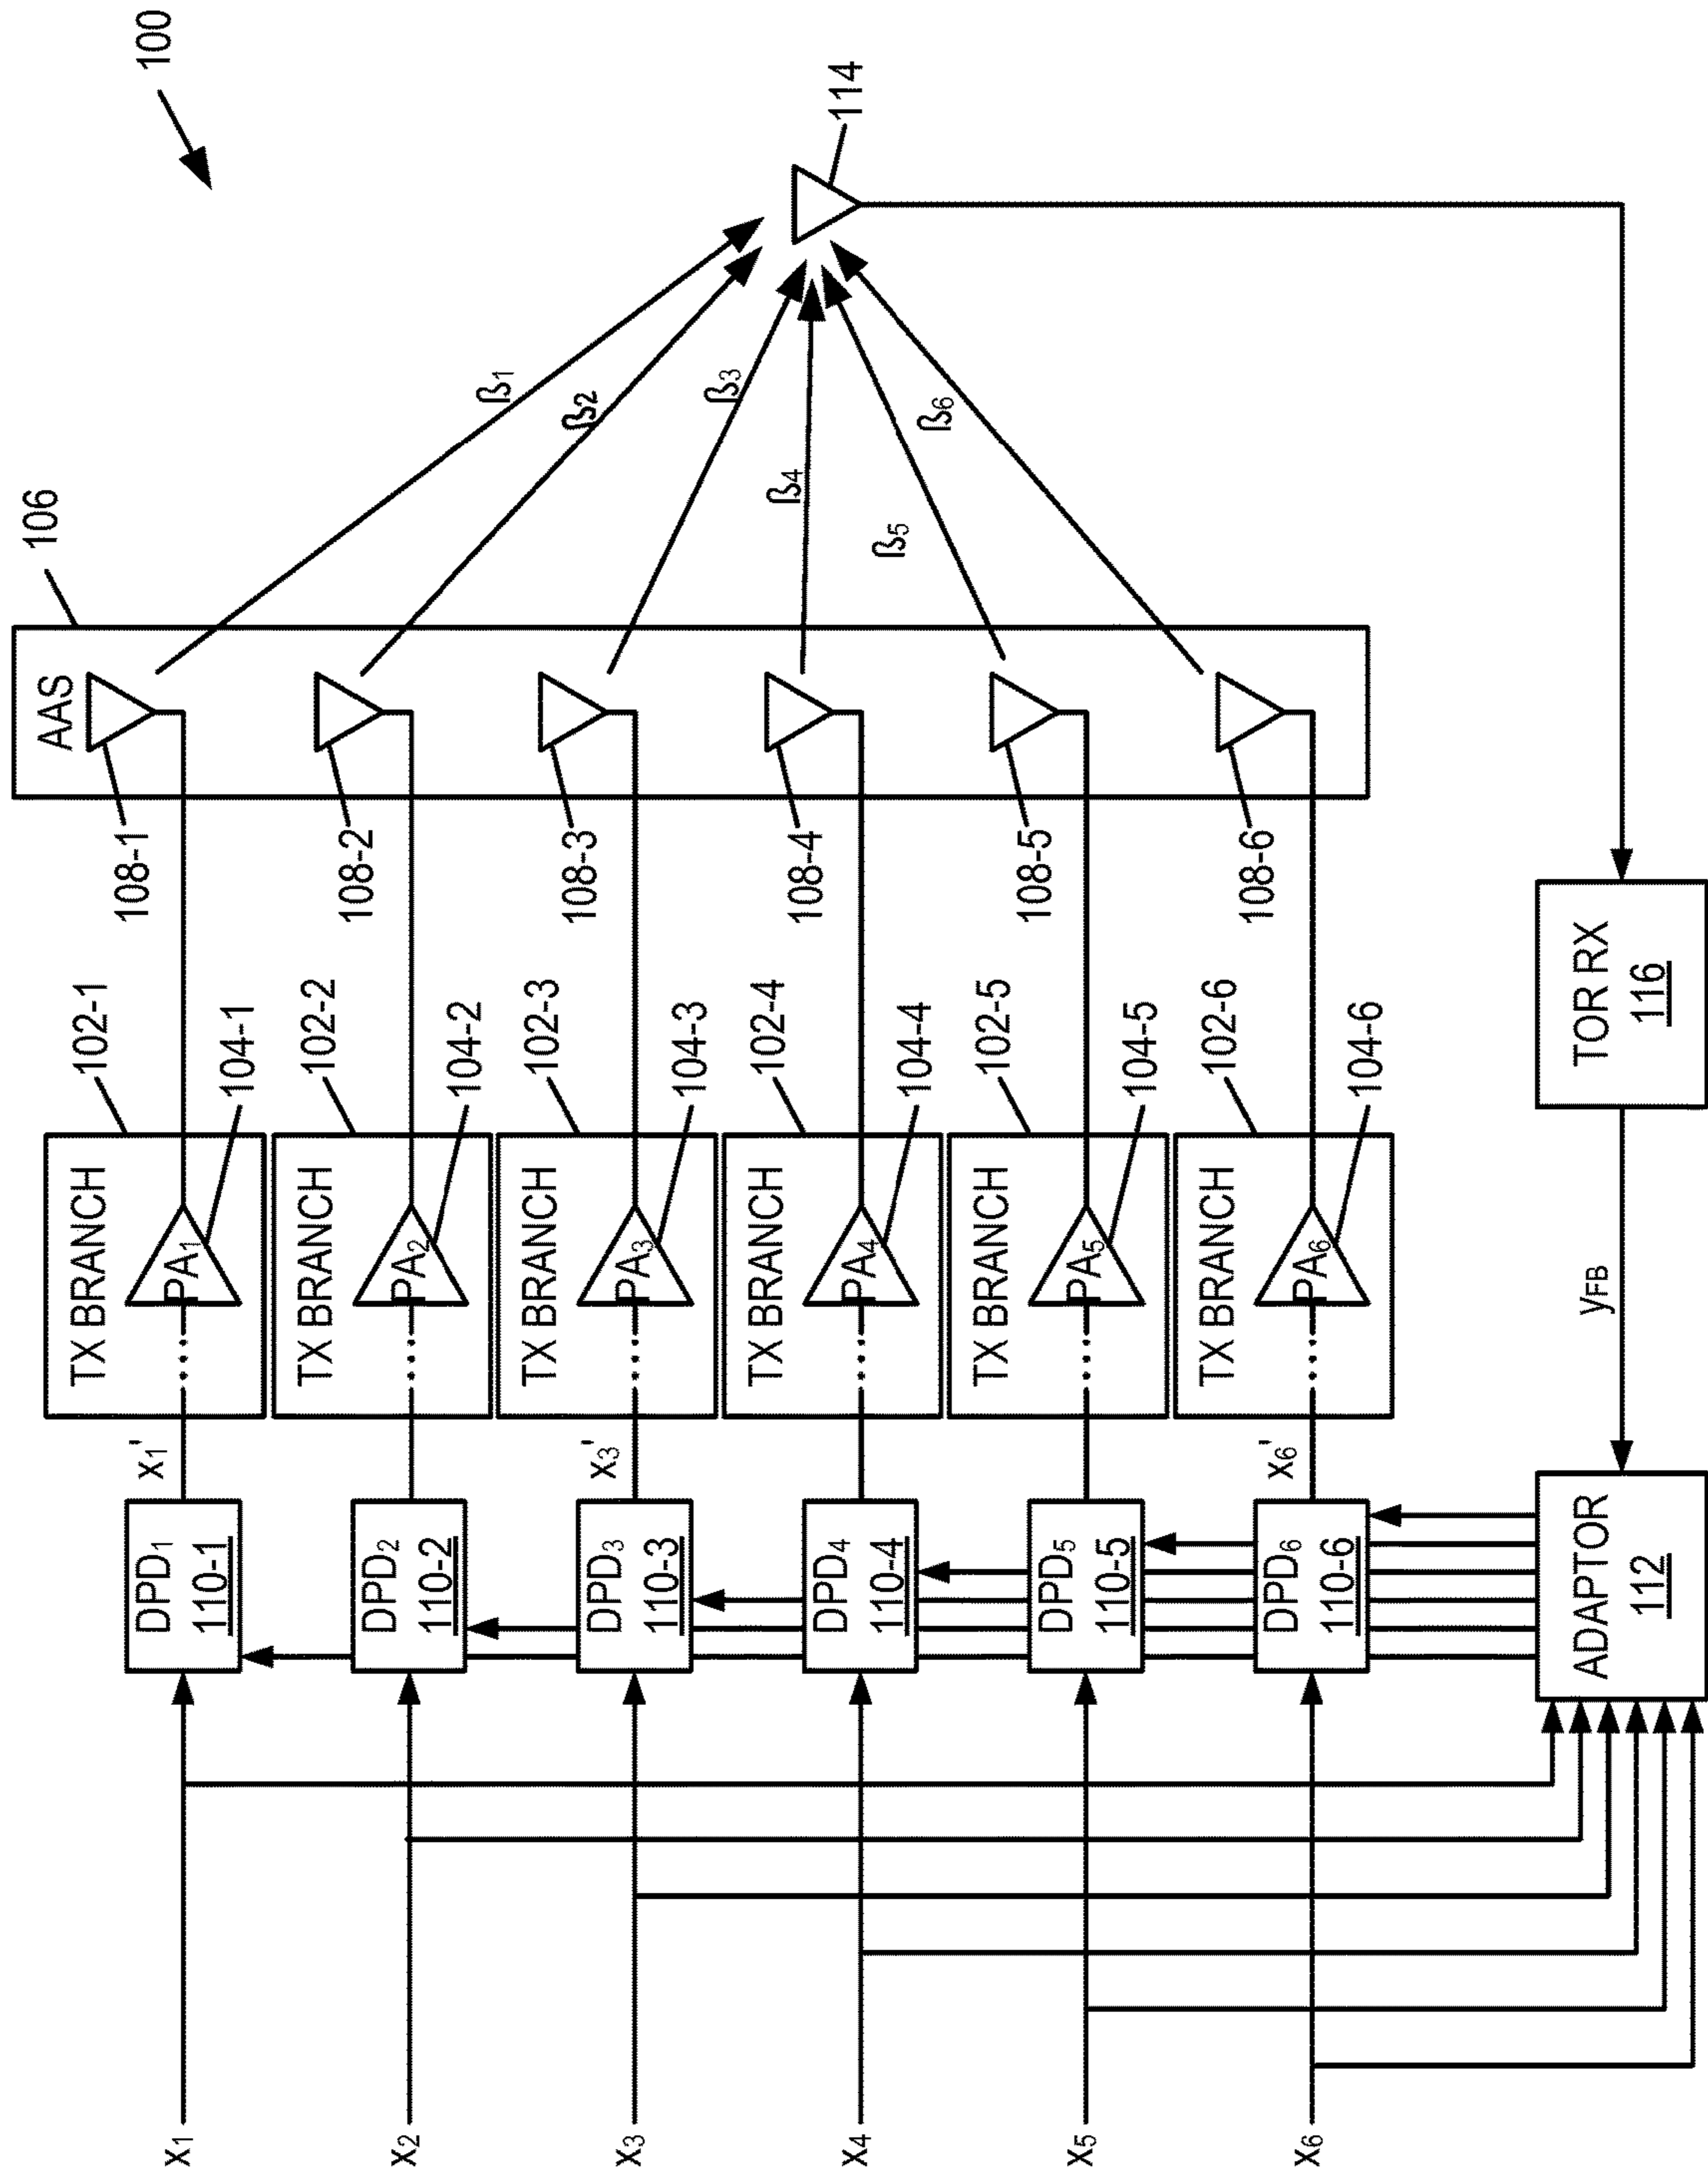 100
106
AAS
102-1
108-1
TX BRANCH
x1'
DPD1
110-1
PA1
104-1
x1
ß1
102-2
108-2
TX BRANCH
DPD2
110-2
PA2
104-2
x2
ß2
102-3
108-3
TX BRANCH
x3'
DPD3
110-3
PA3
104-3
x3
ß3
102-4
108-4
TX BRANCH
DPD4
110-4
PA4
104-4
x4
ß4
114
102-5
108-5
TX BRANCH
DPD5
110-5
PA5
104-5
x5
ß5
102-6
108-6
TX BRANCH
x6'
DPD6
110-6
PA6
104-6
x6
ß6
ADAPTOR
112
yFB
TOR RX
116